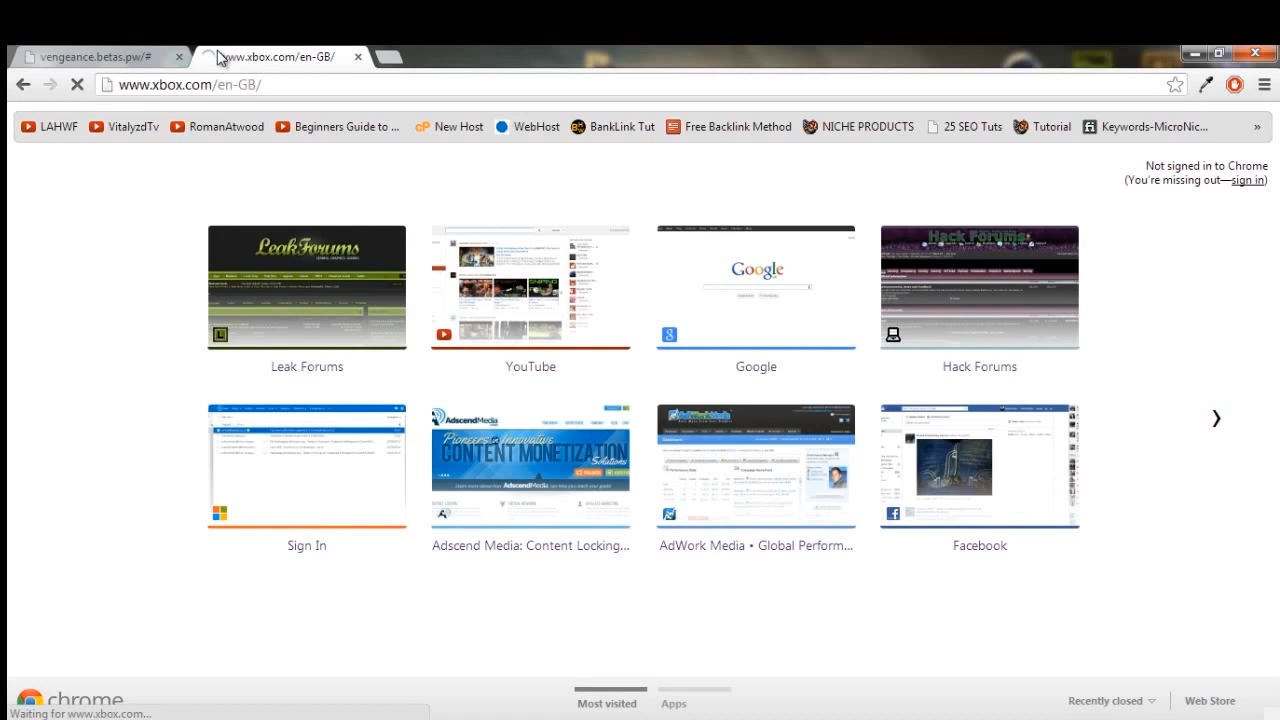 vengeance.betas.pw/#
www.xbox.com/en-GB/
www.xbox.com/en-GB/
LAHWF VitalyzdTv RomanAtwood Beginners Guide to ... New Host WebHost BankLink Tut Free Backlink Method NICHE PRODUCTS 25 SEO Tuts Tutorial Keywords-MicroNic... »
Not signed in to Chrome
(You're missing out—sign in)
LeakForums
Google
Hack Forums
Leak Forums
YouTube
Google
Hack Forums
AdscendMedia
Pioneers in Innovative
CONTENT MONETIZATION
Solutions
AdWorkMedia
Sign In
Adscend Media: Content Locking...
AdWork Media • Global Perform...
Facebook
chrome
Most visited
Apps
Recently closed
Web Store
Waiting for www.xbox.com...